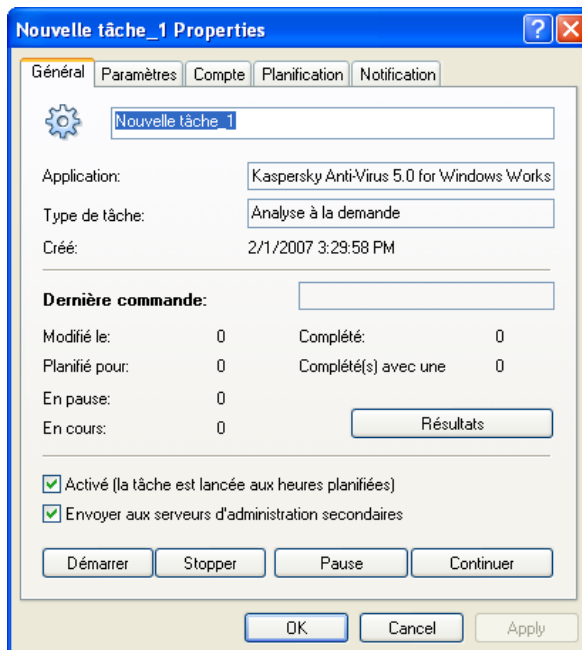 Nouvelle tâche_1 Properties
Général Paramètres Compte Planification Notification
Nouvelle tâche_1
Application: Kaspersky Anti-Virus 5.0 for Windows Works
Type de tâche: Analyse à la demande
Créé: 2/1/2007 3:29:58 PM
Dernière commande:
Modifié le: 0 Complété: 0
Planifié pour: 0 Complété(s) avec une 0
En pause: 0
En cours: 0 Résultats
Activé (la tâche est lancée aux heures planifiées)
Envoyer aux serveurs d'administration secondaires
Démarrer Stopper Pause Continuer
OK Cancel Apply